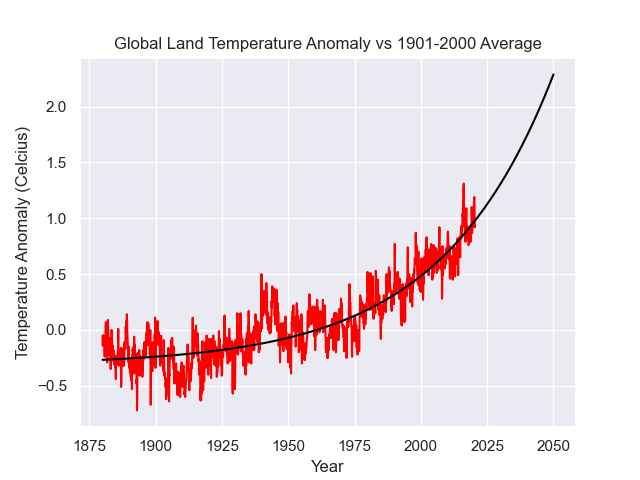 Global Land Temperature Anomaly vs 1901-2000 Average
Temperature Anomaly (Celcius)
2.0
1.5
1.0
0.5
0.0
−0.5
1875 1900 1925 1950 1975 2000 2025 2050
Year